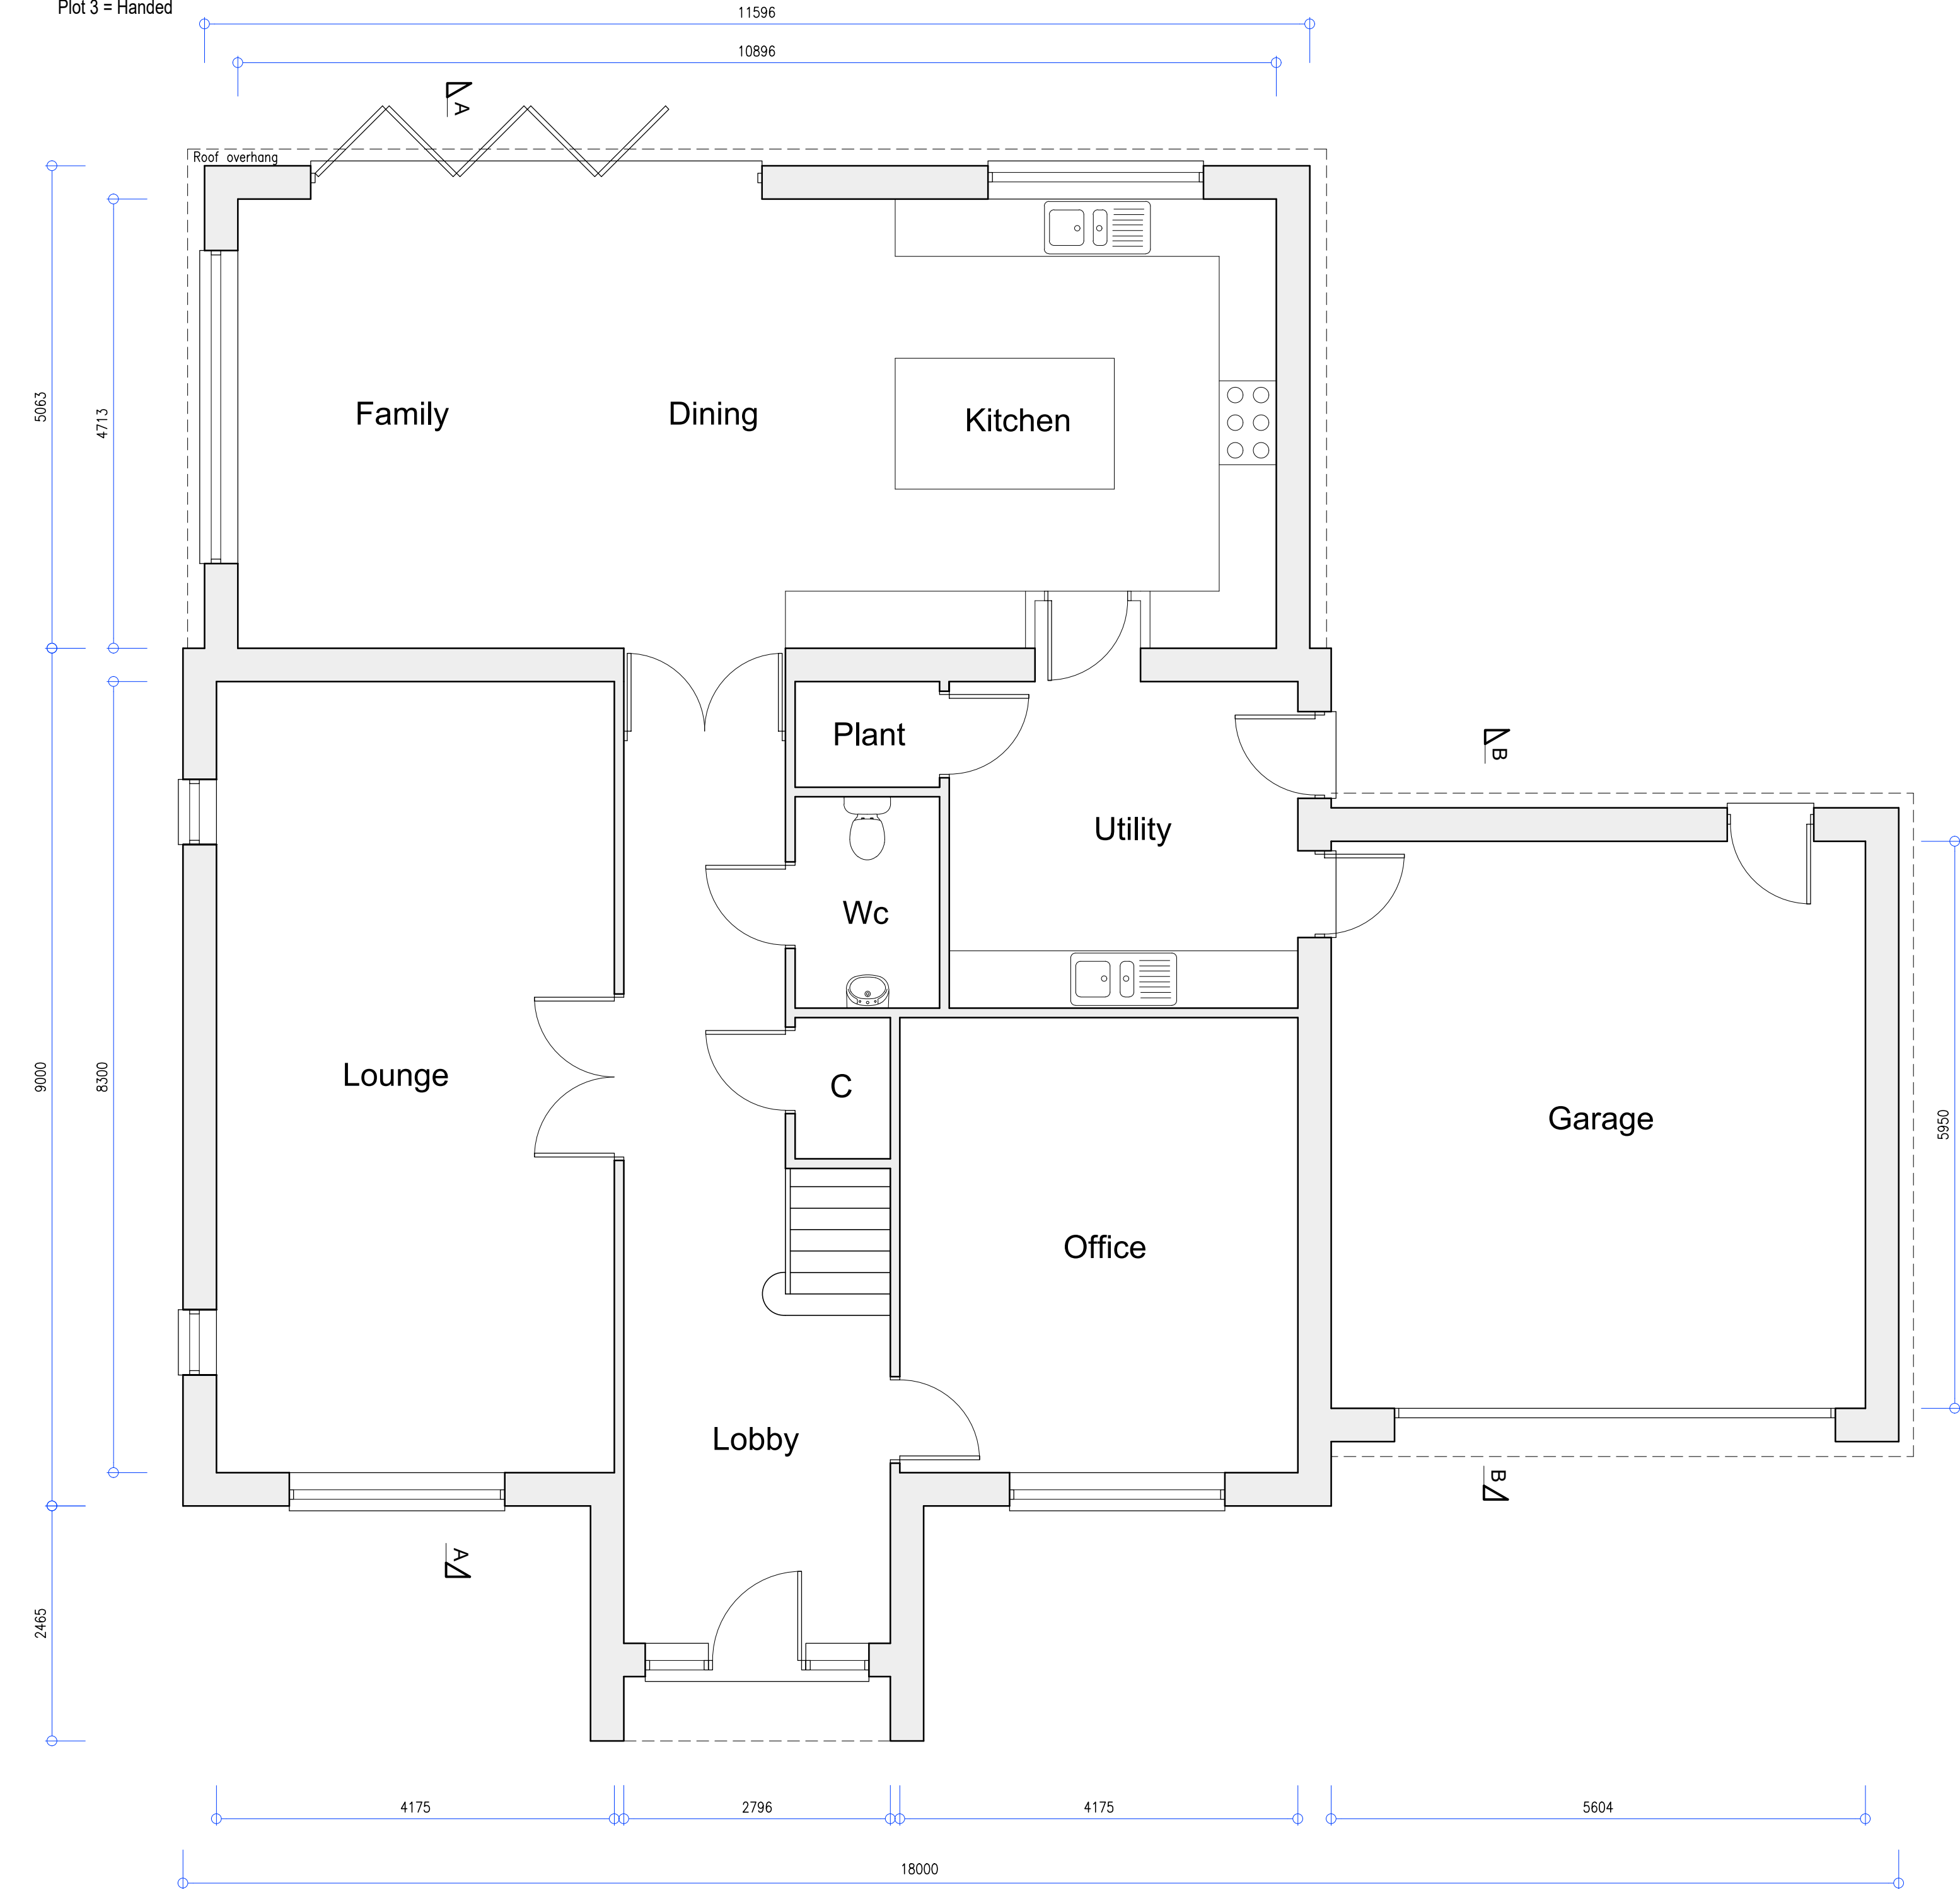 Plot 3 = Handed
11596
10896
A
Roof overhang
5063
4713
Family
Dining
Kitchen
Plant
B
Utility
Wc
9000
8300
Lounge
C
Garage
5950
Office
Lobby
B
A
2465
4175
2796
4175
5604
18000